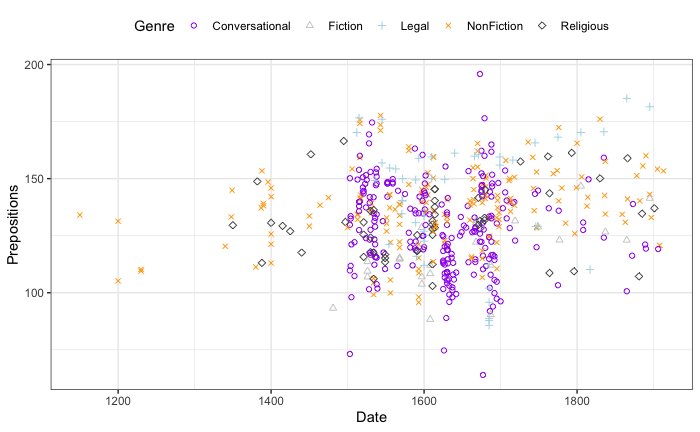 Genre Conversational Fiction Legal NonFiction Religious
200
150
100
Prepositions
1200 1400 1600 1800
Date